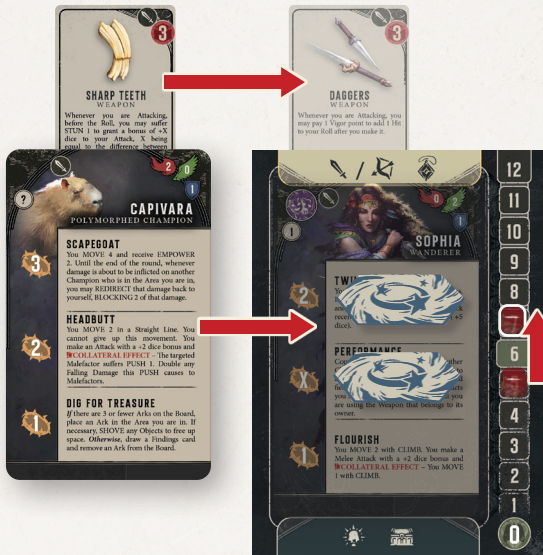 3
SHARP TEETH
WEAPON
Whenever you are Attacking,
before the Roll, you may suffer
STUN 1 to grant a bonus of +X
dice to your Attack, X being
equal to the difference between
3
DAGGERS
WEAPON
Whenever you are Attacking, you
may pay 1 Vigor point to add 1 Hit
to your Roll after you make it.
2 0
1
?
CAPIVARA
POLYMORPHED CHAMPION
SCAPEGOAT
3
You MOVE 4 and receive EMPOWER
2. Until the end of the round, whenever
damage is about to be inflicted on another
Champion who is in the Area you are in,
you may REDIRECT that damage back to
yourself, BLOCKING 2 of that damage.
HEADBUTT
2
You MOVE 2 in a Straight Line. You
cannot give up this movement. You
make an Attack with a +2 dice bonus and
COLLATERAL EFFECT – The targeted
Malefactor suffers PUSH 1. Double any
Falling Damage this PUSH causes to
Malefactors.
DIG FOR TREASURE
1
If there are 3 or fewer Arks on the Board,
place an Ark in the Area you are in. If
necessary, SHOVE any Objects to free up
space. Otherwise, draw a Findings card
and remove an Ark from the Board.
/
0 2
1
1
SOPHIA
WANDERER
2
dice).
PERFORMANCE
X
are using the Weapon that belongs to its
owner.
FLOURISH
1
You MOVE 2 with CLIMB. You make a
Melee Attack with a +2 dice bonus and
COLLATERAL EFFECT – You MOVE
1 with CLIMB.
12
11
10
9
8
6
4
3
2
1
0